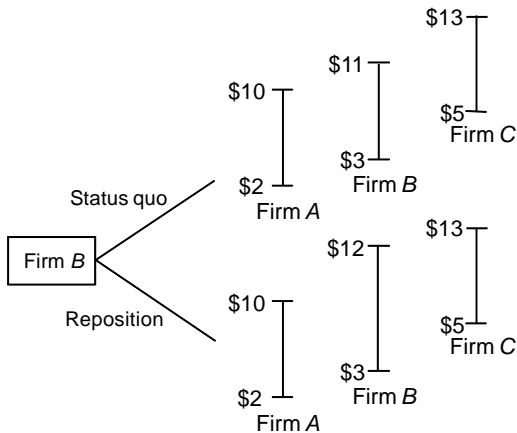 $13
$11
$10
$5
Firm C
$3
Firm B
$2
Firm A
Status quo
Firm B
Reposition
$13
$12
$10
$5
Firm C
$3
Firm B
$2
Firm A